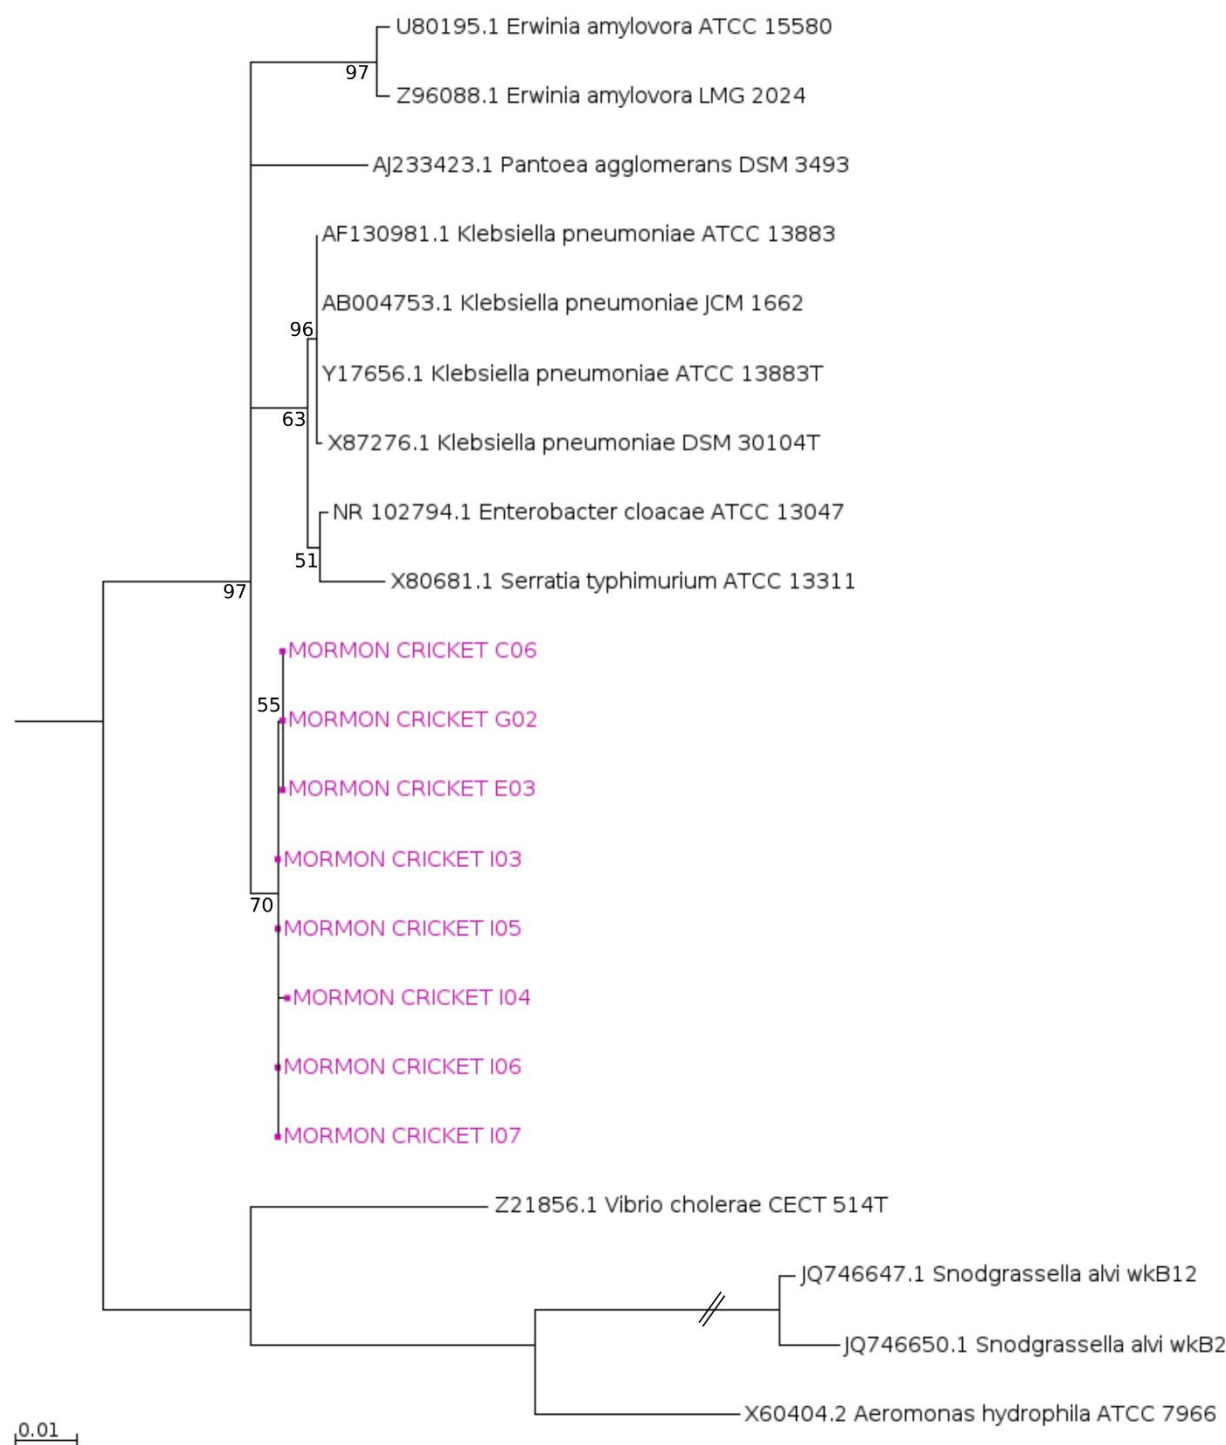 U80195.1 Erwinia amylovora ATCC 15580
97
Z96088.1 Erwinia amylovora LMG 2024
AJ233423.1 Pantoea agglomerans DSM 3493
AF130981.1 Klebsiella pneumoniae ATCC 13883
AB004753.1 Klebsiella pneumoniae JCM 1662
96
Y17656.1 Klebsiella pneumoniae ATCC 13883T
63
X87276.1 Klebsiella pneumoniae DSM 30104T
NR 102794.1 Enterobacter cloacae ATCC 13047
51
X80681.1 Serratia typhimurium ATCC 13311
97
MORMON CRICKET C06
55
MORMON CRICKET G02
MORMON CRICKET E03
MORMON CRICKET I03
70
MORMON CRICKET I05
MORMON CRICKET I04
MORMON CRICKET I06
MORMON CRICKET I07
Z21856.1 Vibrio cholerae CECT 514T
JQ746647.1 Snodgrassella alvi wkB12
JQ746650.1 Snodgrassella alvi wkB2
X60404.2 Aeromonas hydrophila ATCC 7966
0.01